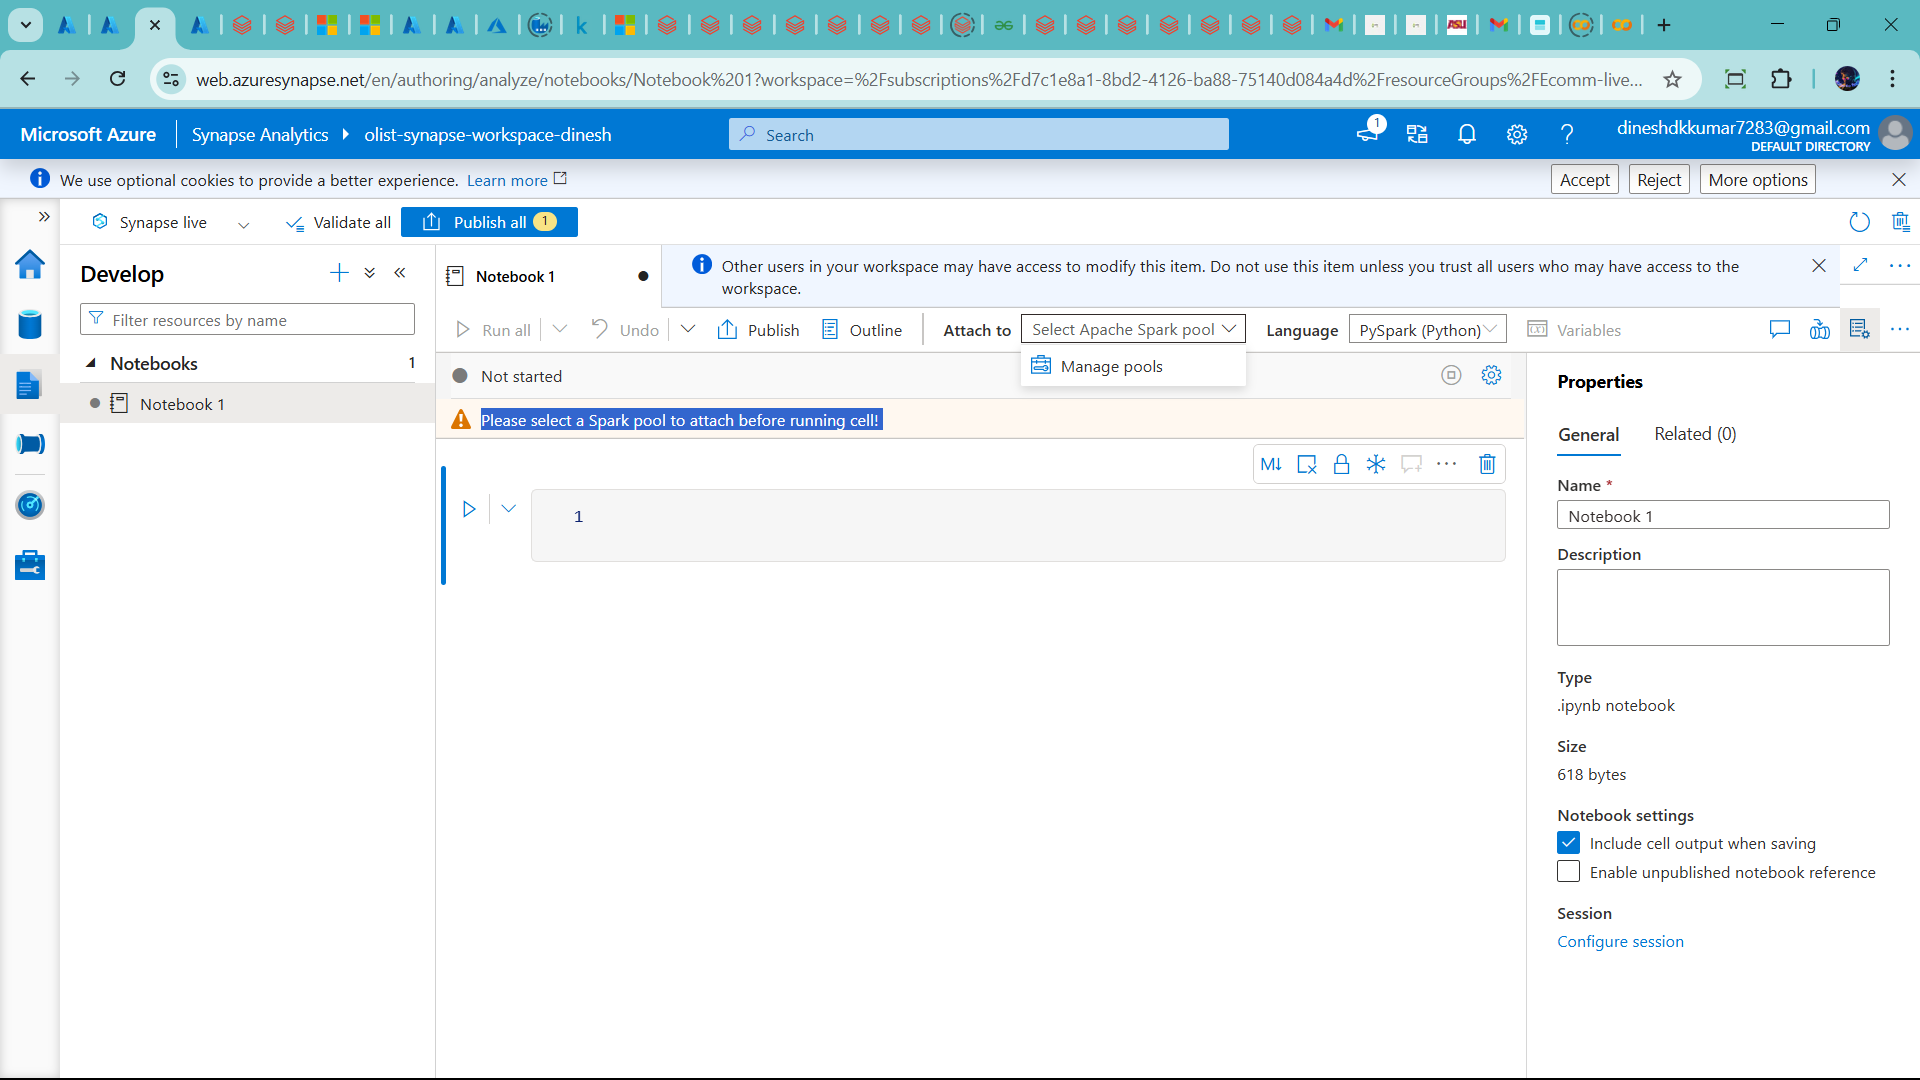 web.azuresynapse.net/en/authoring/analyze/notebooks/Notebook%201?workspace=%2Fsubscriptions%2Fd7c1e8a1-8bd2-4126-ba88-75140d084a4d%2FresourceGroups%2FEcomm-live...
Microsoft Azure
Synapse Analytics
olist-synapse-workspace-dinesh
Search
1
dineshdkkumar7283@gmail.com
DEFAULT DIRECTORY
We use optional cookies to provide a better experience. Learn more
Accept
Reject
More options
Synapse live
Validate all
Publish all 1
Develop
Filter resources by name
Notebooks 1
Notebook 1
Notebook 1
Other users in your workspace may have access to modify this item. Do not use this item unless you trust all users who may have access to the
workspace.
Run all
Undo
Publish
Outline
Attach to
Select Apache Spark pool
Language
PySpark (Python)
Variables
Manage pools
Not started
Please select a Spark pool to attach before running cell!
M↓
1
Properties
General
Related (0)
Name *
Notebook 1
Description
Type
.ipynb notebook
Size
618 bytes
Notebook settings
Include cell output when saving
Enable unpublished notebook reference
Session
Configure session